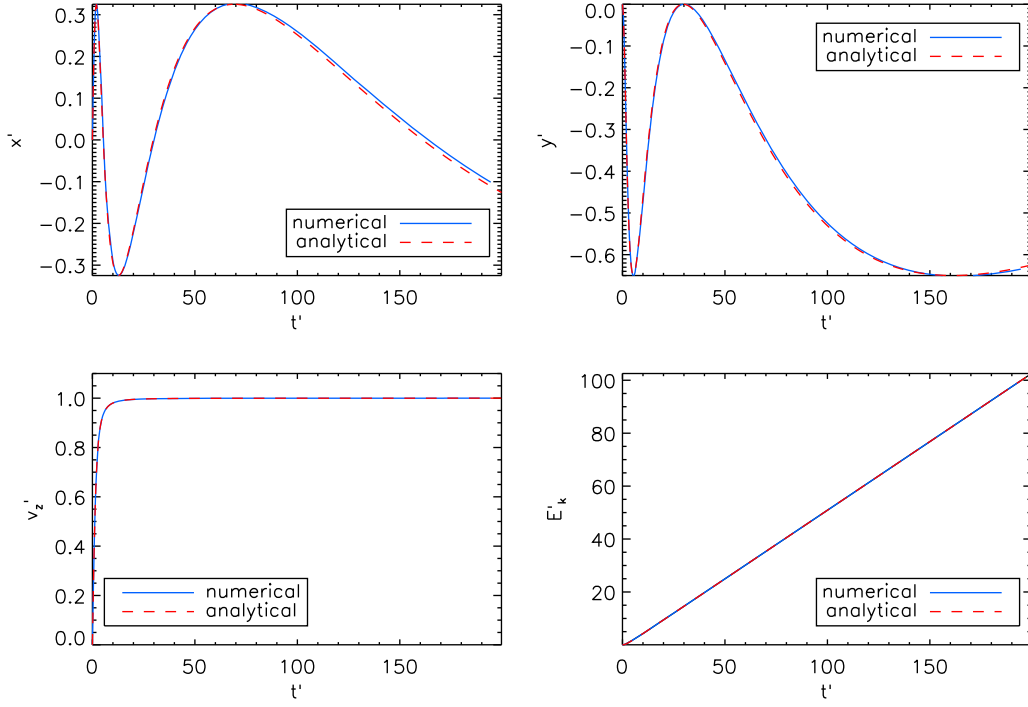 0.3
0.2
0.1
0.0
−0.1
−0.2
−0.3
x'
0 50 100 150
t'
numerical
analytical
0.0
−0.1
−0.2
−0.3
−0.4
−0.5
−0.6
y'
0 50 100 150
t'
numerical
analytical
1.0
0.8
0.6
0.4
0.2
0.0
v_z'
0 50 100 150
t'
numerical
analytical
100
80
60
40
20
E'_k
0 50 100 150
t'
numerical
analytical